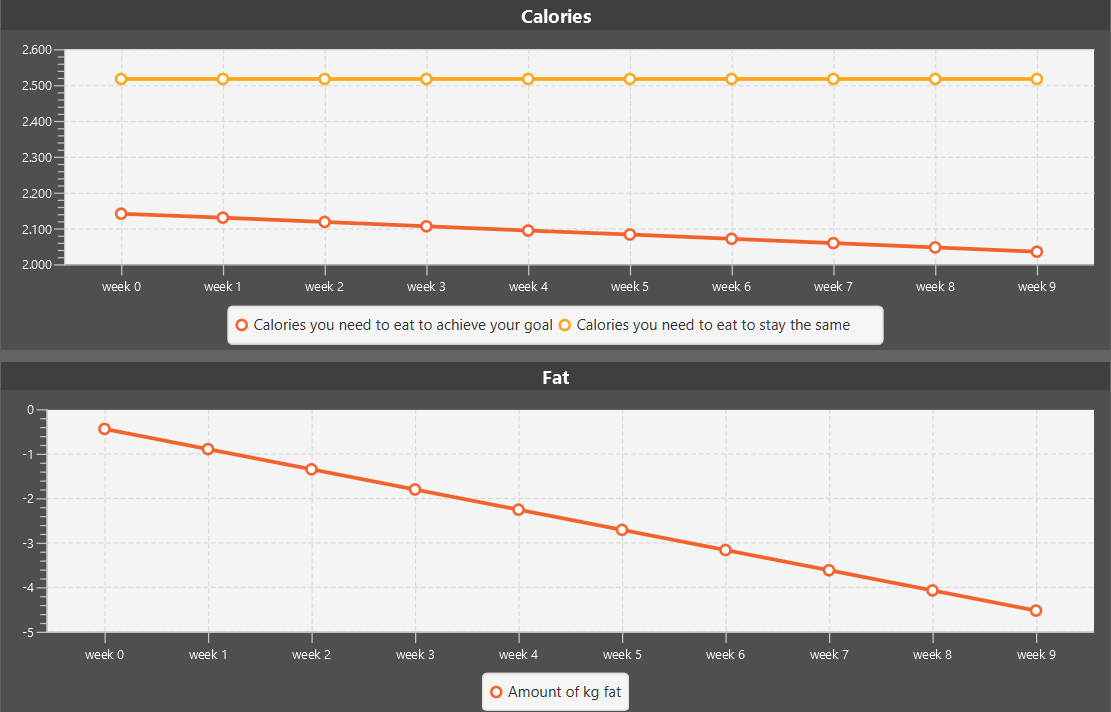 Calories
2.600
2.500
2.400
2.300
2.200
2.100
2.000
week 0 week 1 week 2 week 3 week 4 week 5 week 6 week 7 week 8 week 9
Calories you need to eat to achieve your goal Calories you need to eat to stay the same
Fat
0
-1
-2
-3
-4
-5
week 0 week 1 week 2 week 3 week 4 week 5 week 6 week 7 week 8 week 9
Amount of kg fat